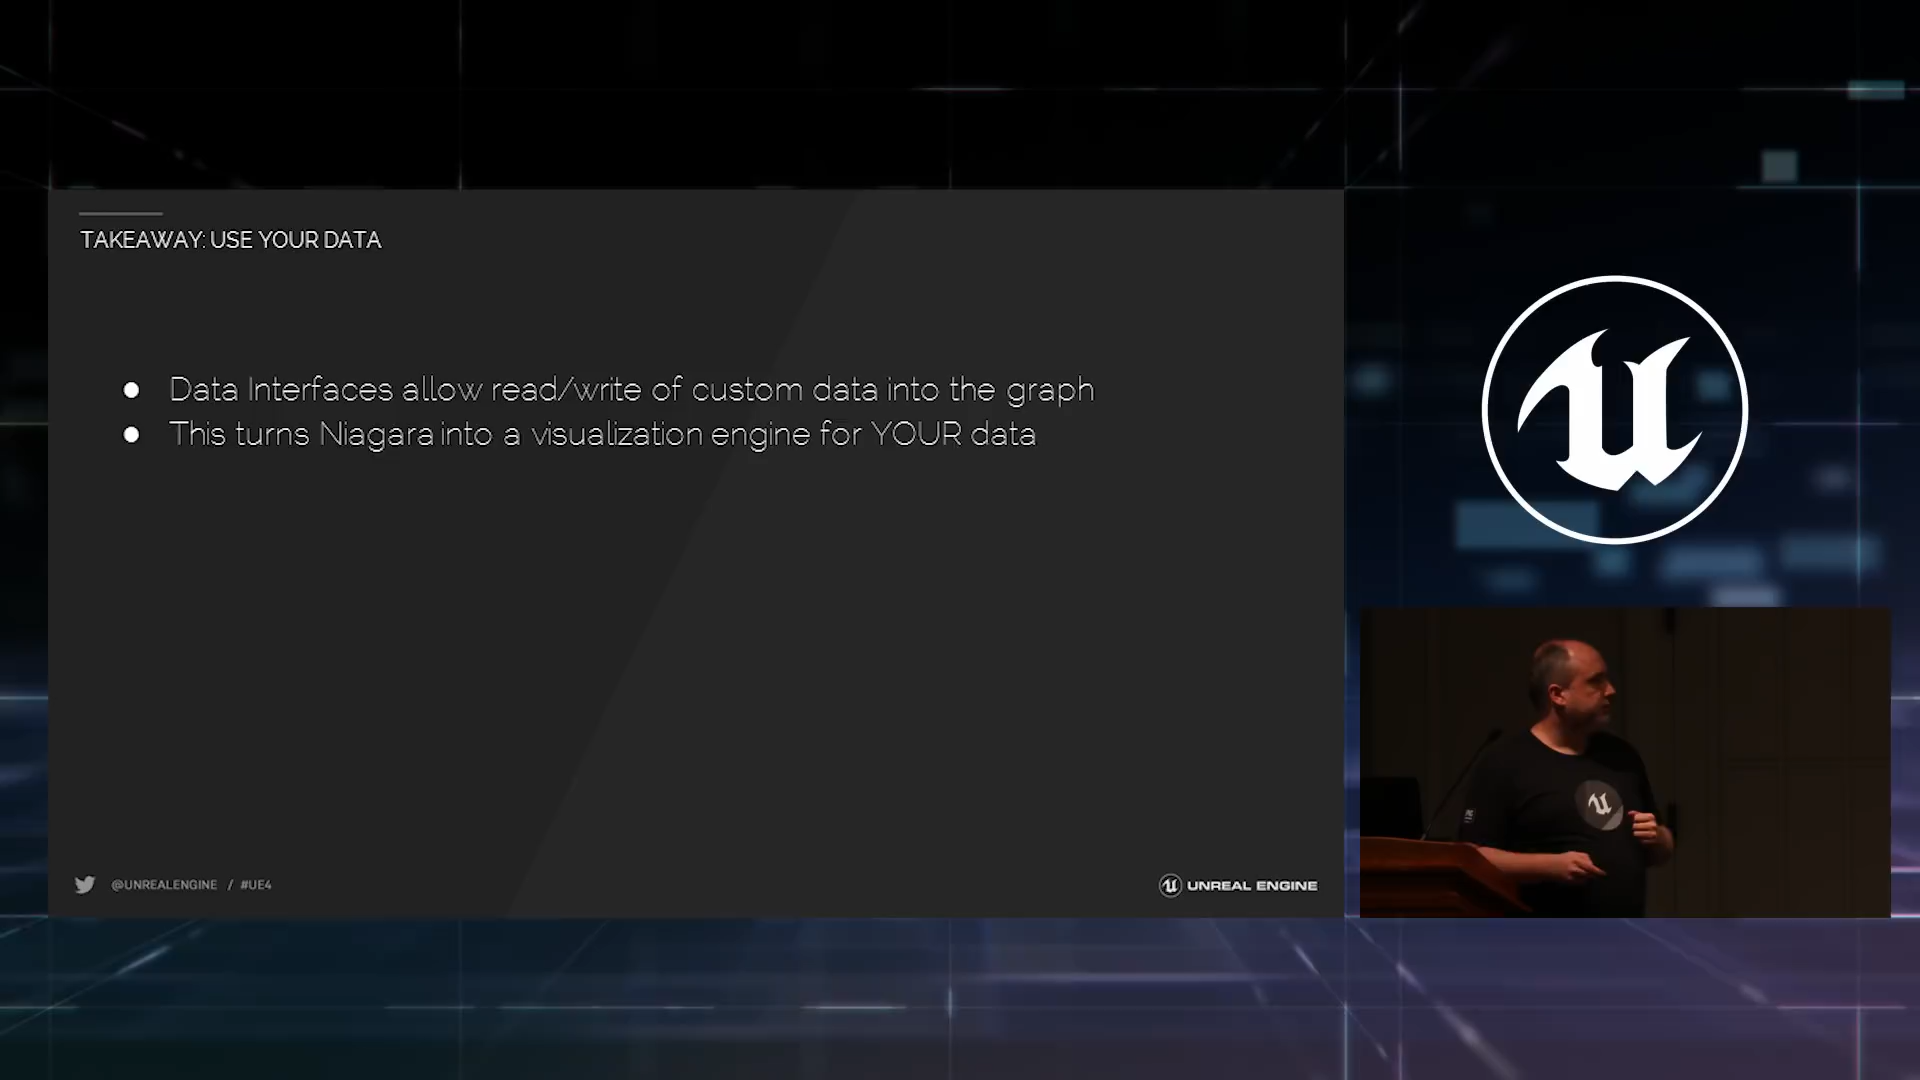 TAKEAWAY: USE YOUR DATA
● Data Interfaces allow read/write of custom data into the graph
● This turns Niagara into a visualization engine for YOUR data
@UNREALENGINE / #UE4
UNREAL ENGINE